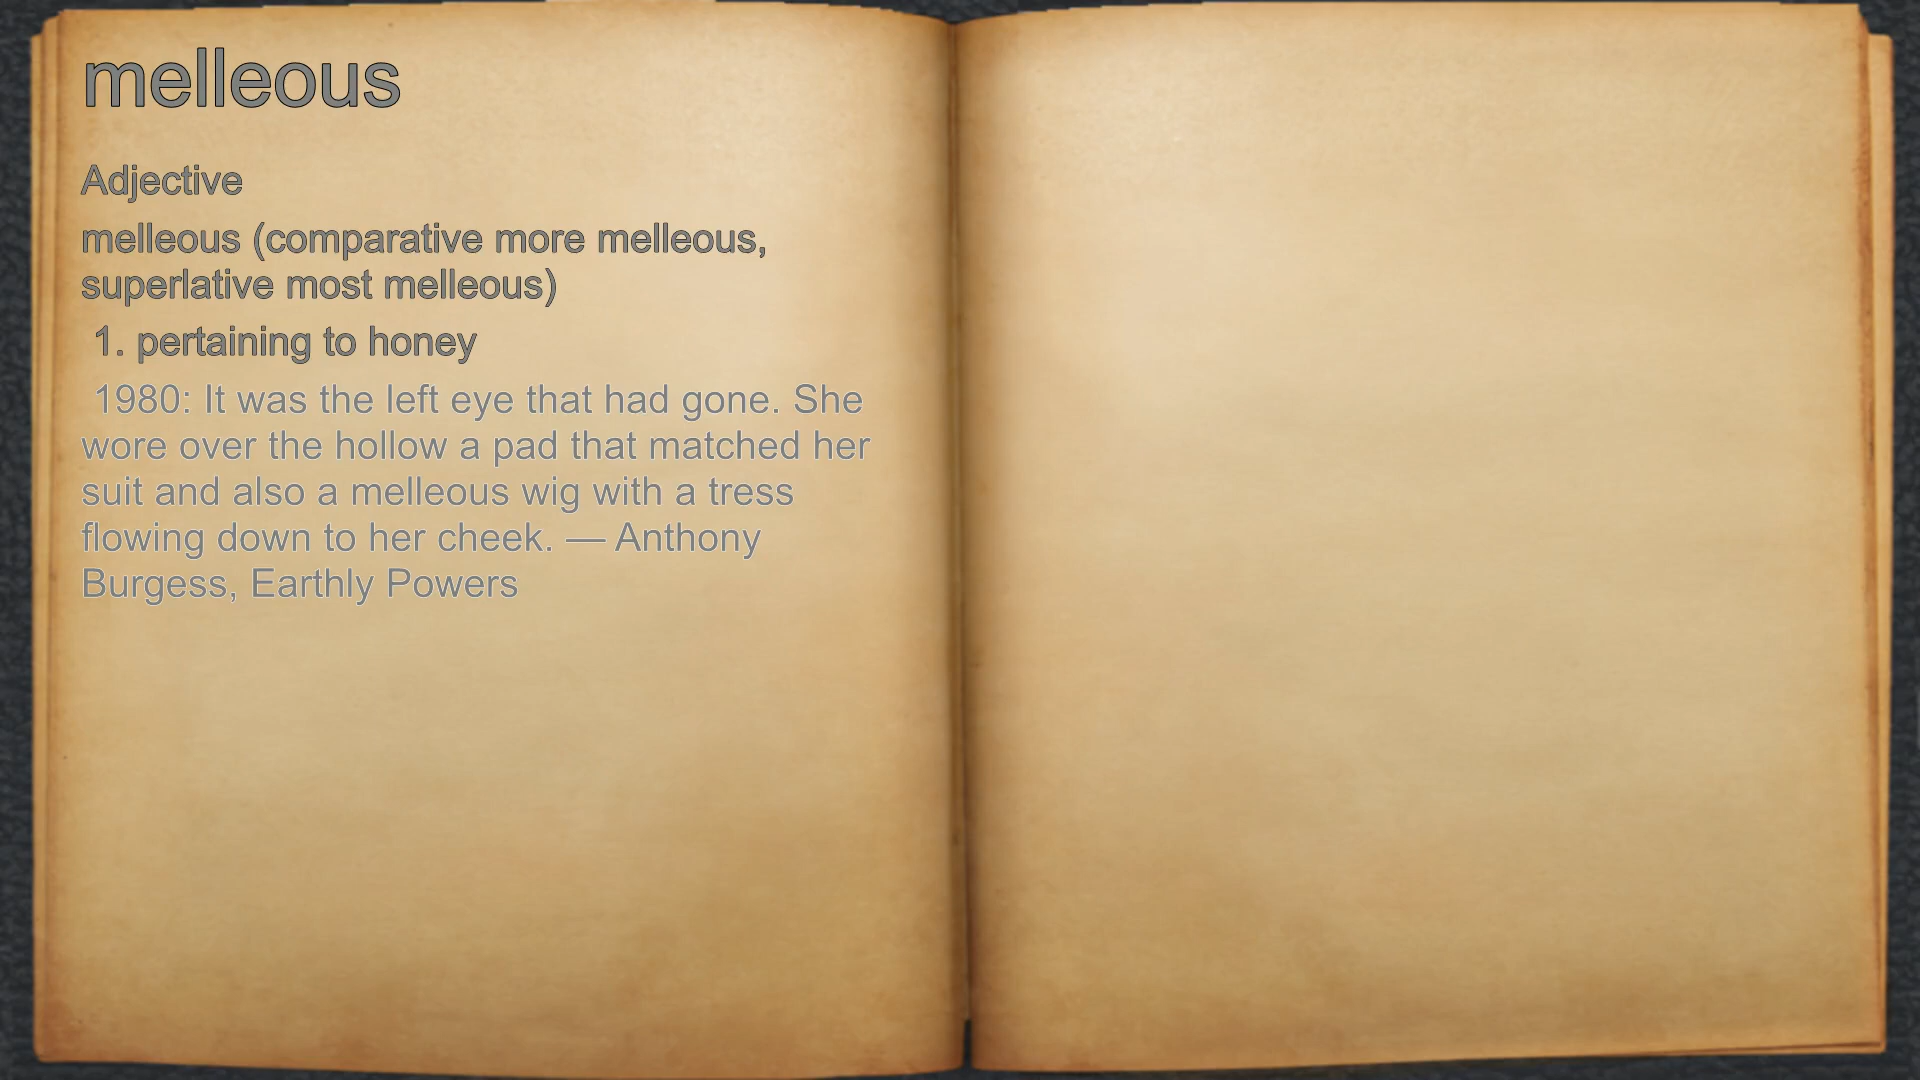 melleous
Adjective
melleous (comparative more melleous,
superlative most melleous)
1. pertaining to honey
1980: It was the left eye that had gone. She
wore over the hollow a pad that matched her
suit and also a melleous wig with a tress
flowing down to her cheek. — Anthony
Burgess, Earthly Powers